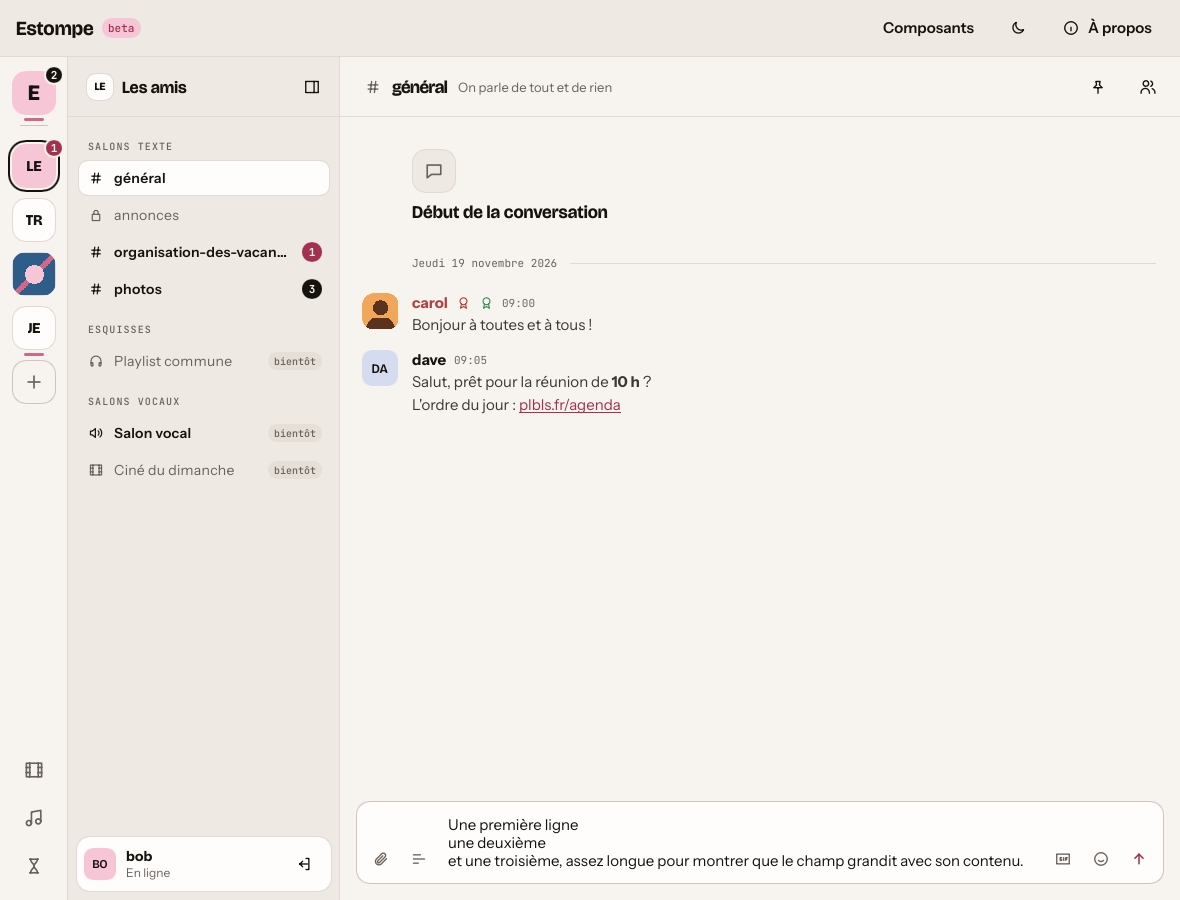 Estompe beta
Composants
À propos
E 2
LE 1
TR
JE
LE Les amis
SALONS TEXTE
général
annonces
organisation-des-vacan... 1
photos 3
ESQUISSES
Playlist commune bientôt
SALONS VOCAUX
Salon vocal bientôt
Ciné du dimanche bientôt
BO bob
En ligne
# général On parle de tout et de rien
Début de la conversation
Jeudi 19 novembre 2026
carol 09:00
Bonjour à toutes et à tous !
DA dave 09:05
Salut, prêt pour la réunion de 10 h ?
L'ordre du jour : plbls.fr/agenda
Une première ligne
une deuxième
et une troisième, assez longue pour montrer que le champ grandit avec son contenu.
GIF